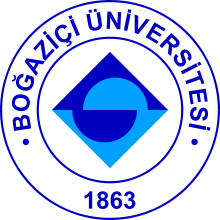 • BOĞAZİÇİ ÜNİVERSİTESİ •
1863